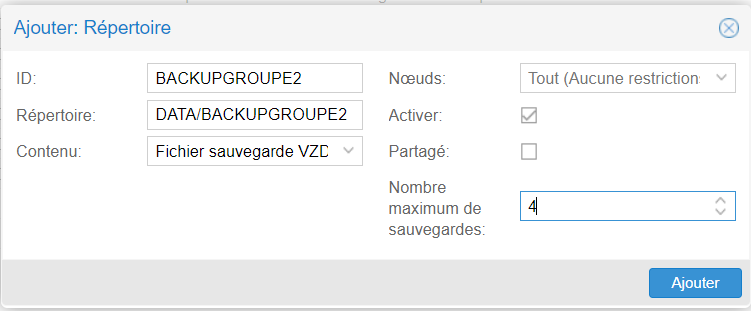 Ajouter: Répertoire
ID:
BACKUPGROUPE2
Répertoire:
DATA/BACKUPGROUPE2
Contenu:
Fichier sauvegarde VZD
Nœuds:
Tout (Aucune restrictions
Activer:
Partagé:
Nombre
maximum de
sauvegardes:
4
Ajouter